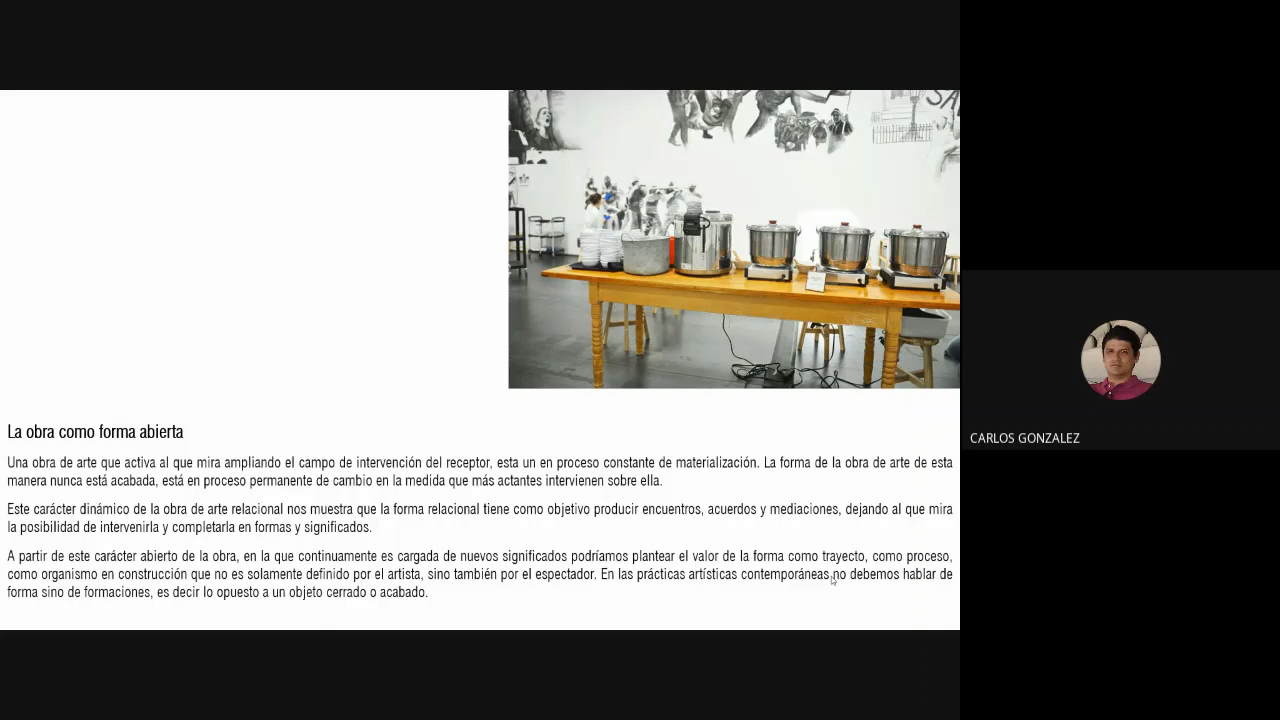 SA
La obra como forma abierta
Una obra de arte que activa al que mira ampliando el campo de intervención del receptor, esta un en proceso constante de materialización. La forma de la obra de arte de esta
manera nunca está acabada, está en proceso permanente de cambio en la medida que más actantes intervienen sobre ella.
Este carácter dinámico de la obra de arte relacional nos muestra que la forma relacional tiene como objetivo producir encuentros, acuerdos y mediaciones, dejando al que mira
la posibilidad de intervenirla y completarla en formas y significados.
A partir de este carácter abierto de la obra, en la que continuamente es cargada de nuevos significados podríamos plantear el valor de la forma como trayecto, como proceso,
como organismo en construcción que no es solamente definido por el artista, sino también por el espectador. En las prácticas artísticas contemporáneas no debemos hablar de
forma sino de formaciones, es decir lo opuesto a un objeto cerrado o acabado.
CARLOS GONZALEZ